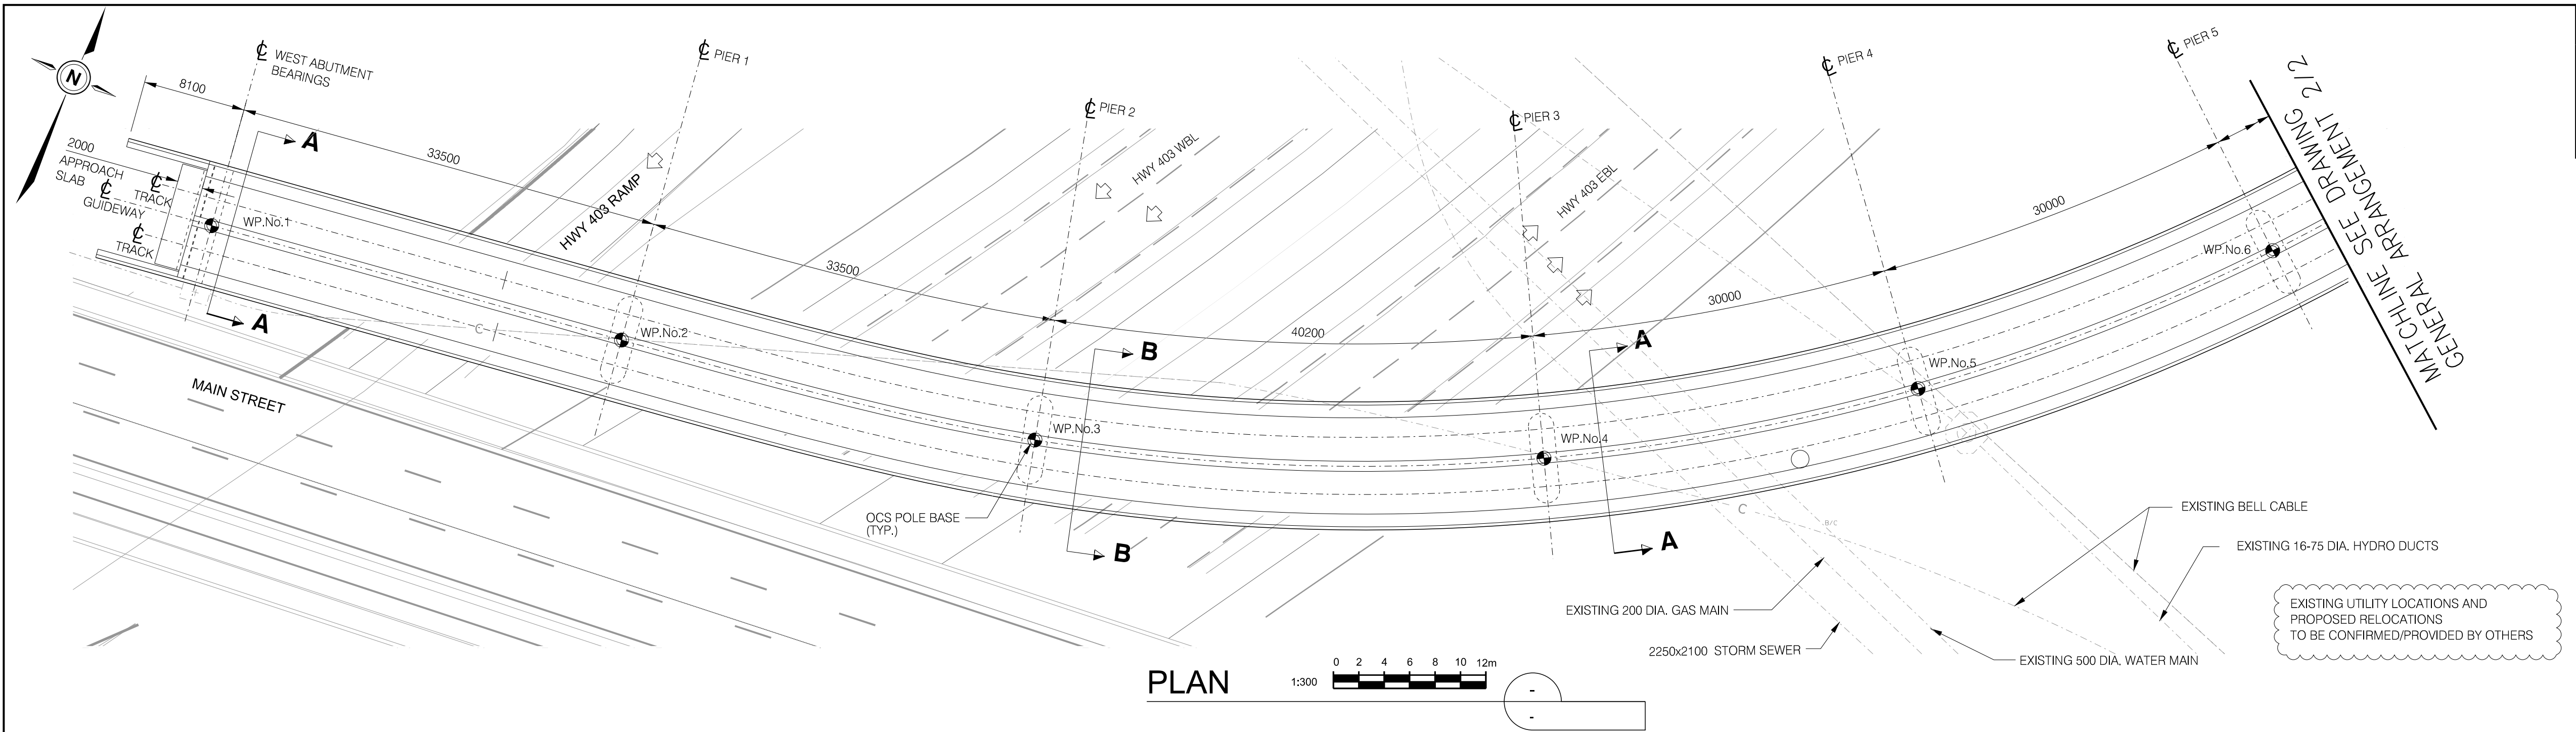 N
8100
℄ WEST ABUTMENT
BEARINGS
℄ PIER 1
℄ PIER 2
℄ PIER 3
℄ PIER 4
℄ PIER 5
MATCHLINE SEE DRAWING 2/2
GENERAL ARRANGEMENT
2000
APPROACH
SLAB
℄
GUIDEWAY
℄
TRACK
℄
TRACK
A
A
33500
33500
40200
30000
30000
HWY 403 RAMP
HWY 403 WBL
HWY 403 EBL
WP.No.1
WP.No.2
WP.No.3
WP.No.4
WP.No.5
WP.No.6
C
MAIN STREET
B
B
A
A
OCS POLE BASE
(TYP.)
C
B/C
EXISTING BELL CABLE
EXISTING 16-75 DIA. HYDRO DUCTS
EXISTING 200 DIA. GAS MAIN
2250x2100 STORM SEWER
EXISTING 500 DIA. WATER MAIN
EXISTING UTILITY LOCATIONS AND
PROPOSED RELOCATIONS
TO BE CONFIRMED/PROVIDED BY OTHERS
PLAN
1:300
0 2 4 6 8 10 12m
-
-